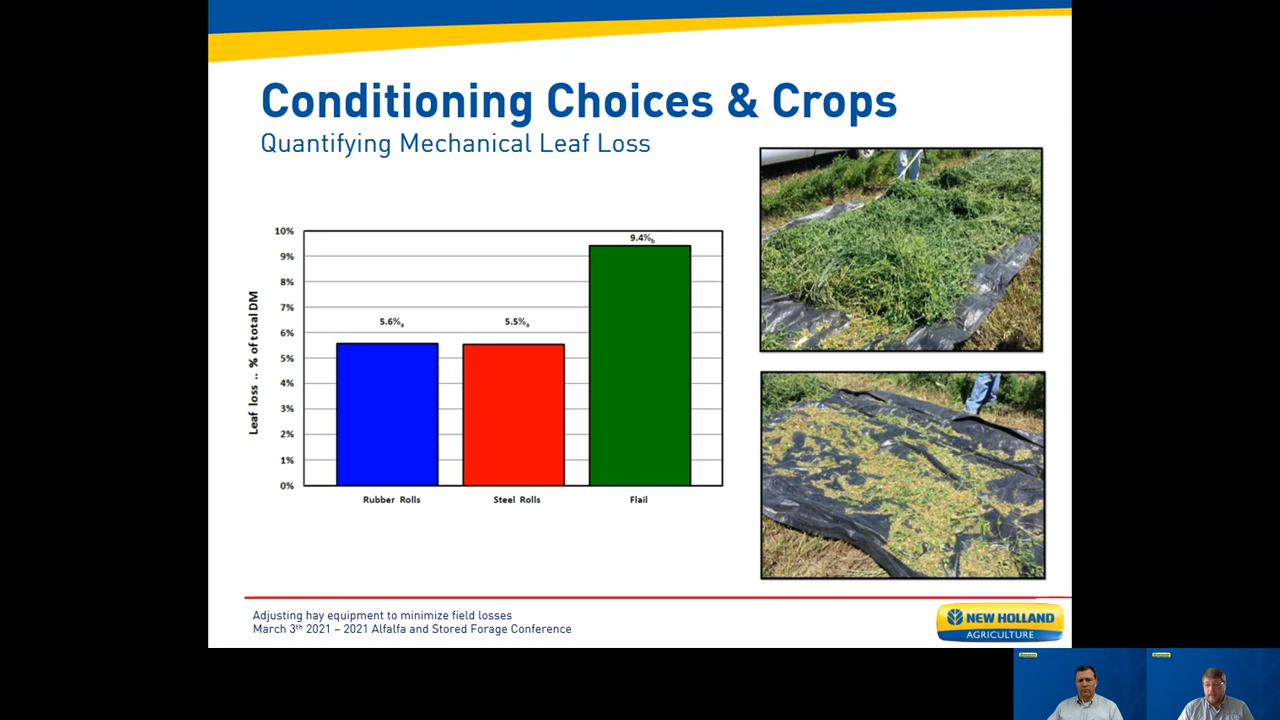 Conditioning Choices & Crops
Quantifying Mechanical Leaf Loss
Leaf loss .. % of total DM
10%
9%
8%
7%
6%
5%
4%
3%
2%
1%
0%
5.6%a
5.5%a
9.4%b
Rubber Rolls
Steel Rolls
Flail
Adjusting hay equipment to minimize field losses
March 3th 2021 – 2021 Alfalfa and Stored Forage Conference
NEW HOLLAND
AGRICULTURE